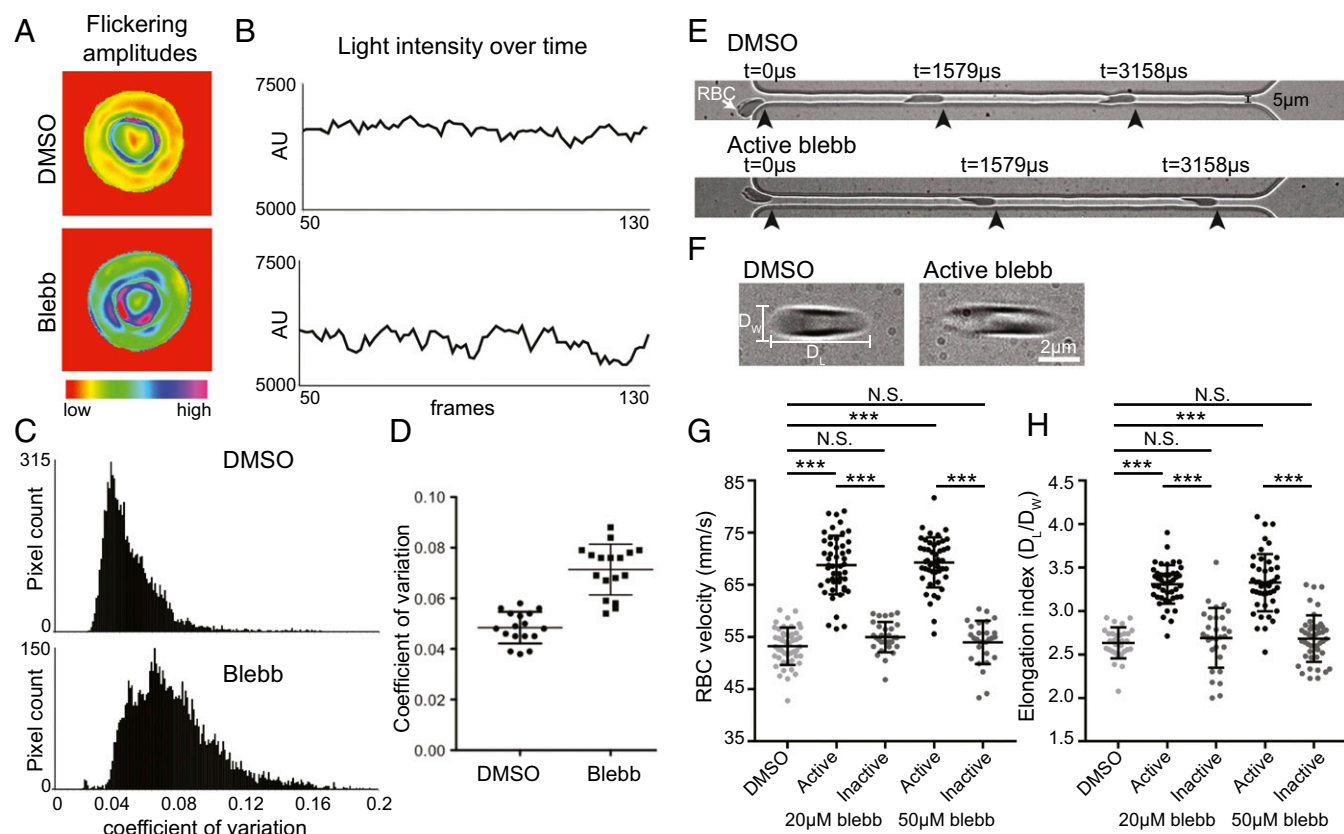 A
Flickering
amplitudes
DMSO
Blebb
low high
B
Light intensity over time
7500
AU
5000
50 130
7500
AU
5000
50 frames 130
C
DMSO
315
Pixel count
0
Blebb
150
Pixel count
0
0 0.04 0.08 0.12 0.16 0.2
coefficient of variation
D
Coefficient of variation
0.10
0.08
0.06
0.04
0.02
0.00
DMSO Blebb
E
DMSO
t=0µs t=1579µs t=3158µs
RBC
5µm
Active blebb
t=0µs t=1579µs t=3158µs
F
DMSO Active blebb
DW
DL
2µm
G
N.S.
***
N.S.
*** *** ***
RBC velocity (mm/s)
85
75
65
55
45
35
DMSO Active Inactive Active Inactive
20µM blebb 50µM blebb
H
N.S.
***
N.S.
*** *** ***
Elongation index (DL/DW)
4.5
4.0
3.5
3.0
2.5
2.0
1.5
DMSO Active Inactive Active Inactive
20µM blebb 50µM blebb